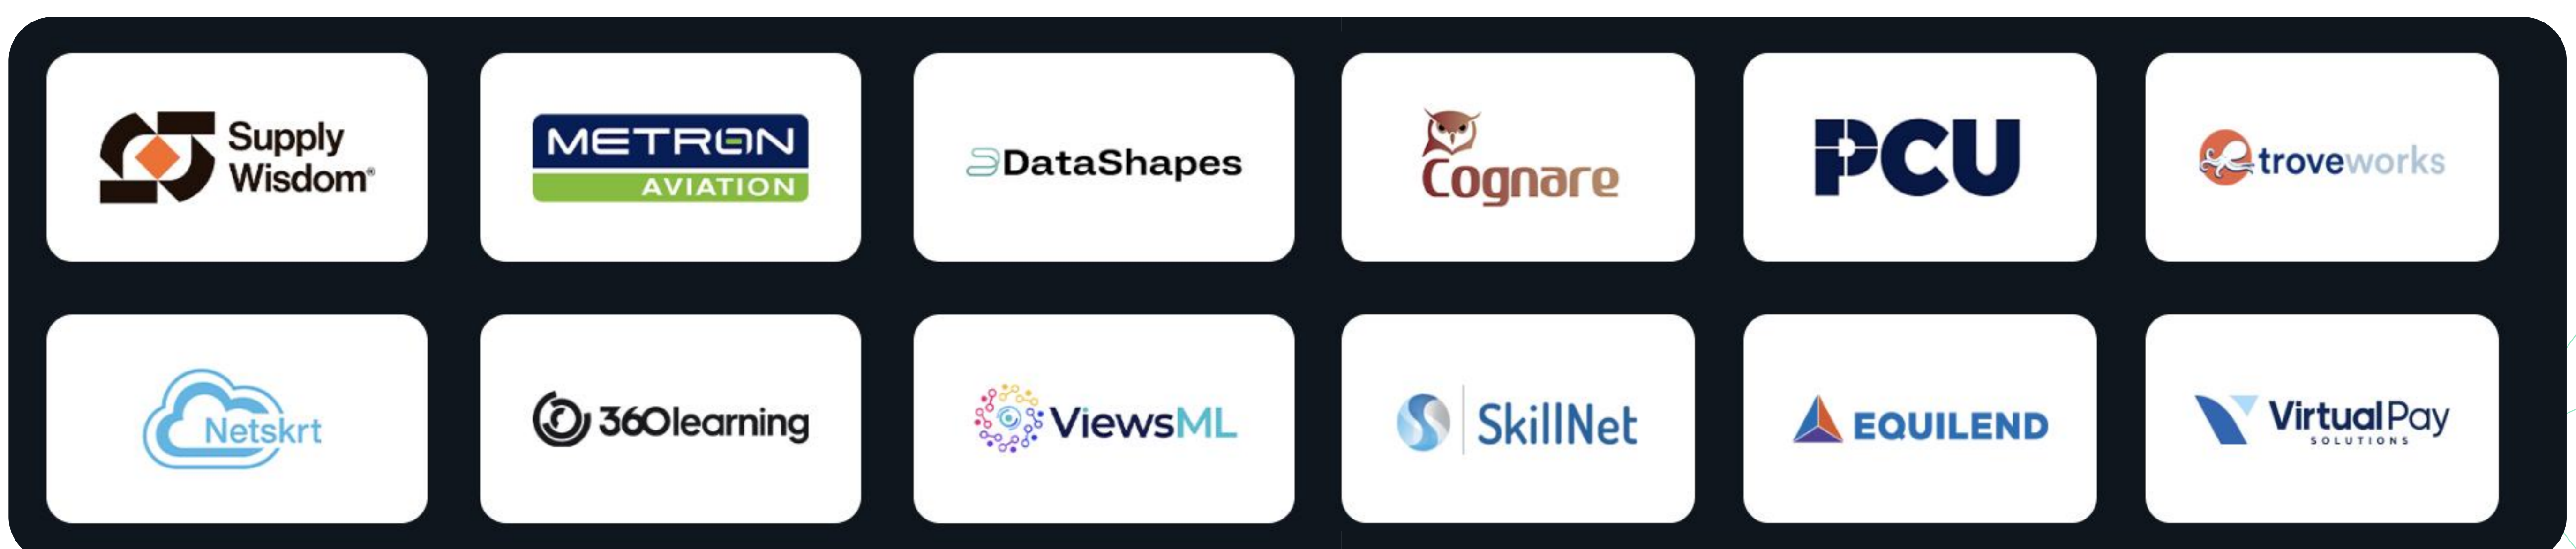 Supply
Wisdom®
METRON
AVIATION
DataShapes
Cognare
PCU
troveworks
Netskrt
360learning
ViewsML
SkillNet
EQUILEND
VirtualPay
SOLUTIONS